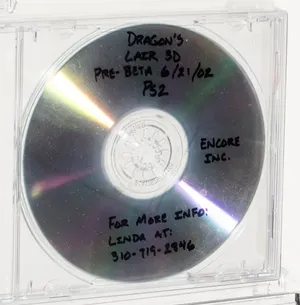 DRAGON'S
LAIR 3D
PRE-BETA 6/21/02
PS2
ENCORE
INC.
FOR MORE INFO:
LINDA AT:
310-719-2846